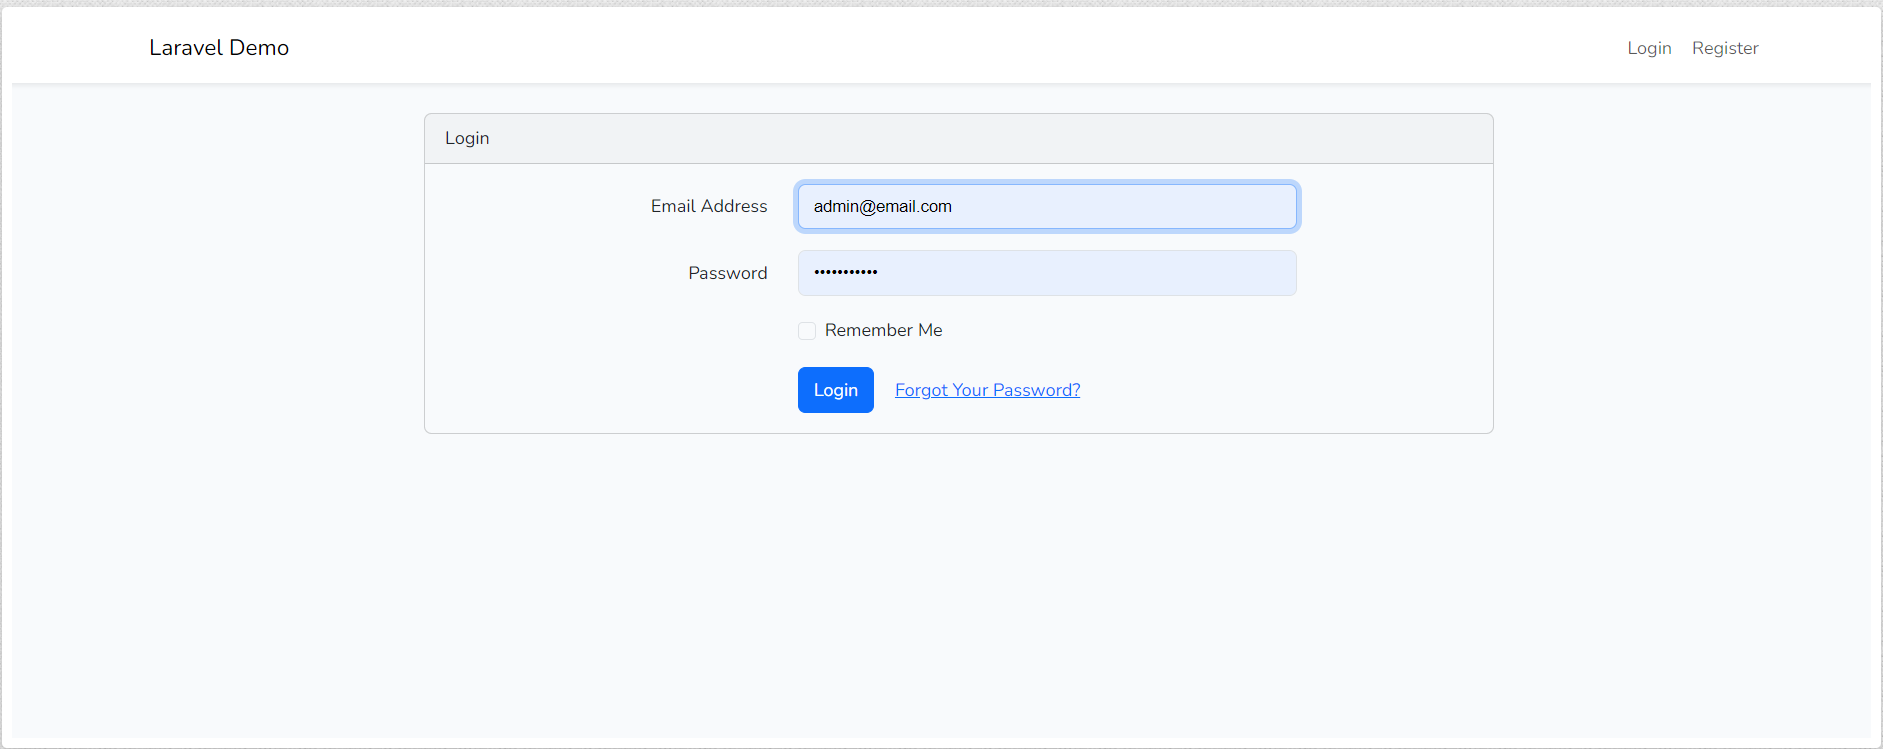 Laravel Demo
Login Register
Login
Email Address admin@email.com
Password •••••••••••
Remember Me
Login Forgot Your Password?